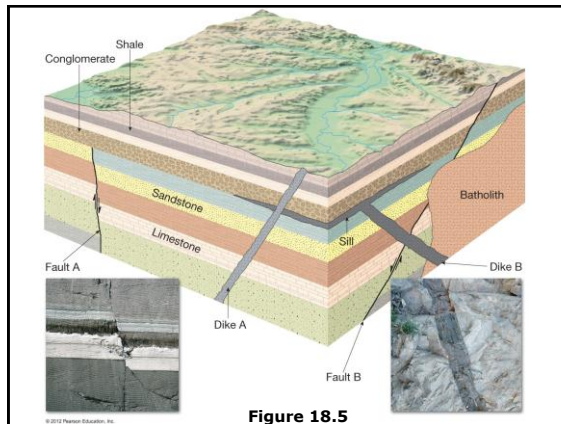 Shale
Conglomerate
Sandstone
Batholith
Sill
Limestone
Fault A
Dike B
Dike A
Fault B
© 2012 Pearson Education, Inc.
Figure 18.5